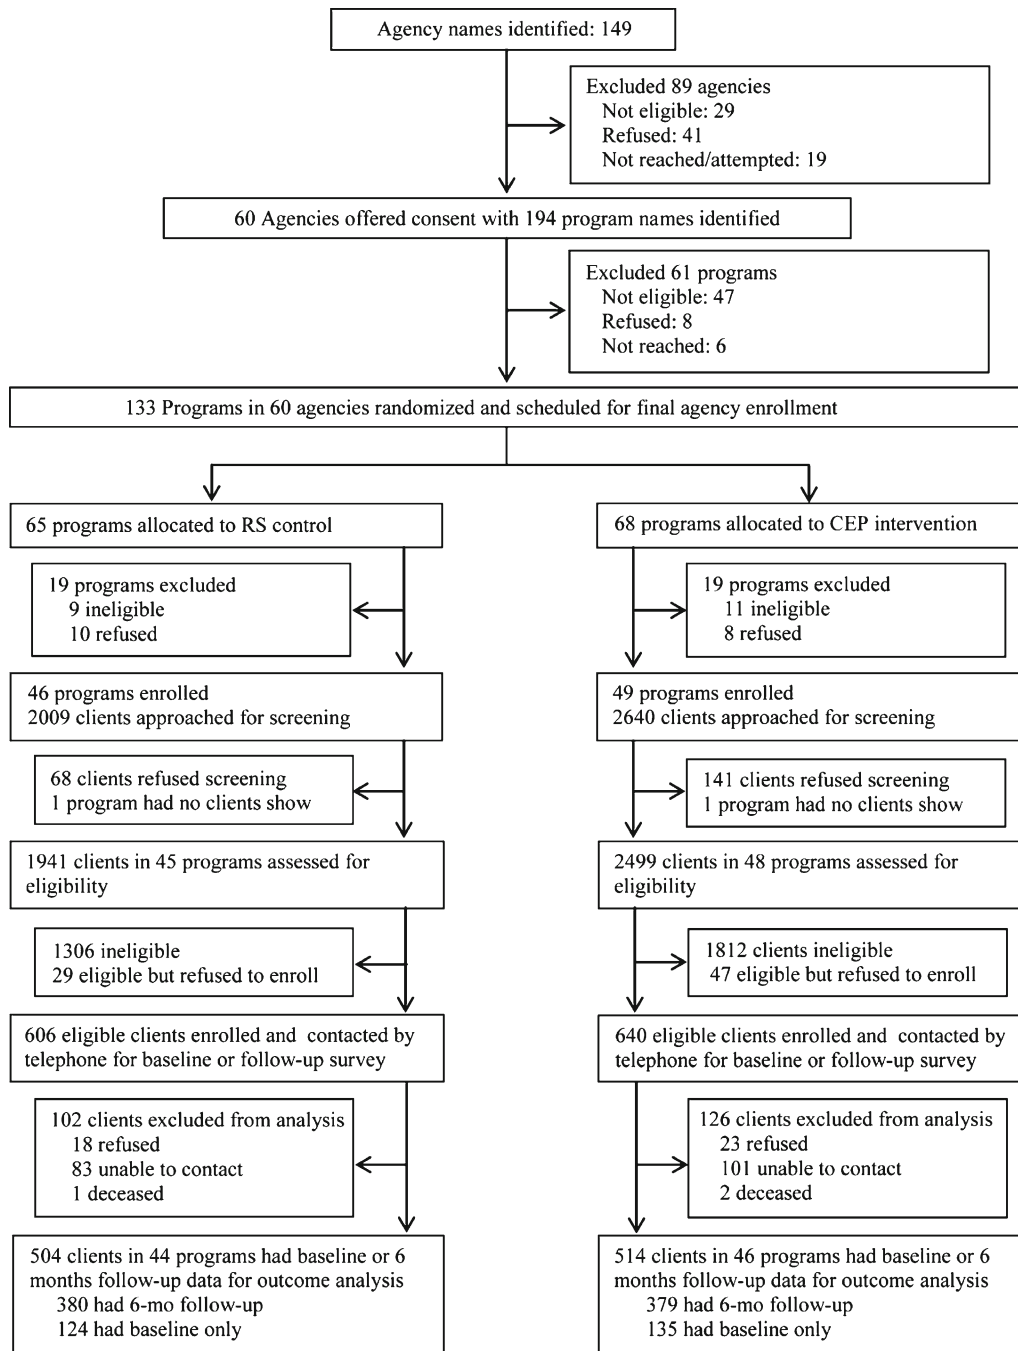 Agency names identified: 149
Excluded 89 agencies
Not eligible: 29
Refused: 41
Not reached/attempted: 19
60 Agencies offered consent with 194 program names identified
Excluded 61 programs
Not eligible: 47
Refused: 8
Not reached: 6
133 Programs in 60 agencies randomized and scheduled for final agency enrollment
65 programs allocated to RS control
19 programs excluded
9 ineligible
10 refused
46 programs enrolled
2009 clients approached for screening
68 clients refused screening
1 program had no clients show
1941 clients in 45 programs assessed for
eligibility
1306 ineligible
29 eligible but refused to enroll
606 eligible clients enrolled and contacted by
telephone for baseline or follow-up survey
102 clients excluded from analysis
18 refused
83 unable to contact
1 deceased
504 clients in 44 programs had baseline or 6
months follow-up data for outcome analysis
380 had 6-mo follow-up
124 had baseline only
68 programs allocated to CEP intervention
19 programs excluded
11 ineligible
8 refused
49 programs enrolled
2640 clients approached for screening
141 clients refused screening
1 program had no clients show
2499 clients in 48 programs assessed for
eligibility
1812 clients ineligible
47 eligible but refused to enroll
640 eligible clients enrolled and contacted by
telephone for baseline or follow-up survey
126 clients excluded from analysis
23 refused
101 unable to contact
2 deceased
514 clients in 46 programs had baseline or 6
months follow-up data for outcome analysis
379 had 6-mo follow-up
135 had baseline only